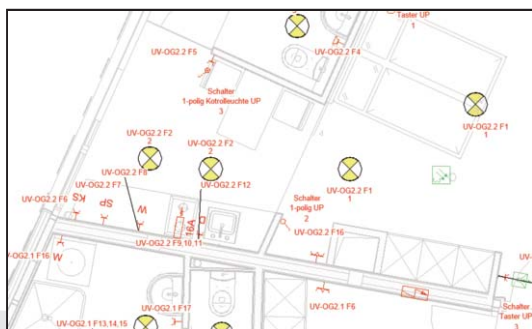 Taster UP
1
UV-OG2.2 F4
UV-OG2.2 F5
Schalter
1-polig Kotrolleuchte UP
3
UV-OG2.2 F1
1
UV-OG2.2 F2
2
UV-OG2.2 F2
2
UV-OG2.2 F8
UV-OG2.2 F7
UV-OG2.2 F12
UV-OG2.2 F1
1
UV-OG2.2 F6
KS
SP
W
16A
Schalter
1-polig UP
2
UV-OG2.2 F9,10,11
UV-OG2.2 F16
UV-OG2.1 F16
W
UV-
UV-OG2.1 F17
UV-OG2.1 F6
UV-OG2.1 F13,14,15
Schalter
Taster UP